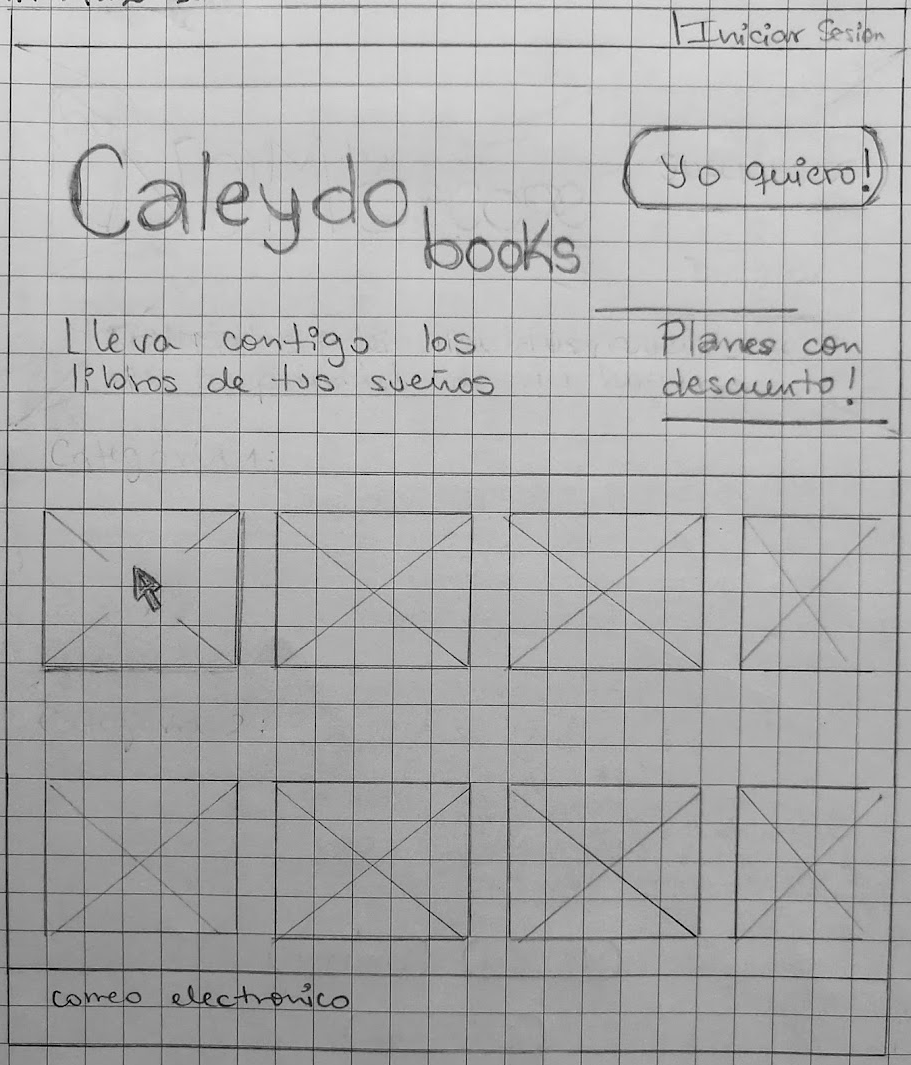 Iniciar Sesion
Yo quiero!
Caleydo
books
Lleva contigo los
libros de tus sueños
Planes con
descuento!
correo electronico